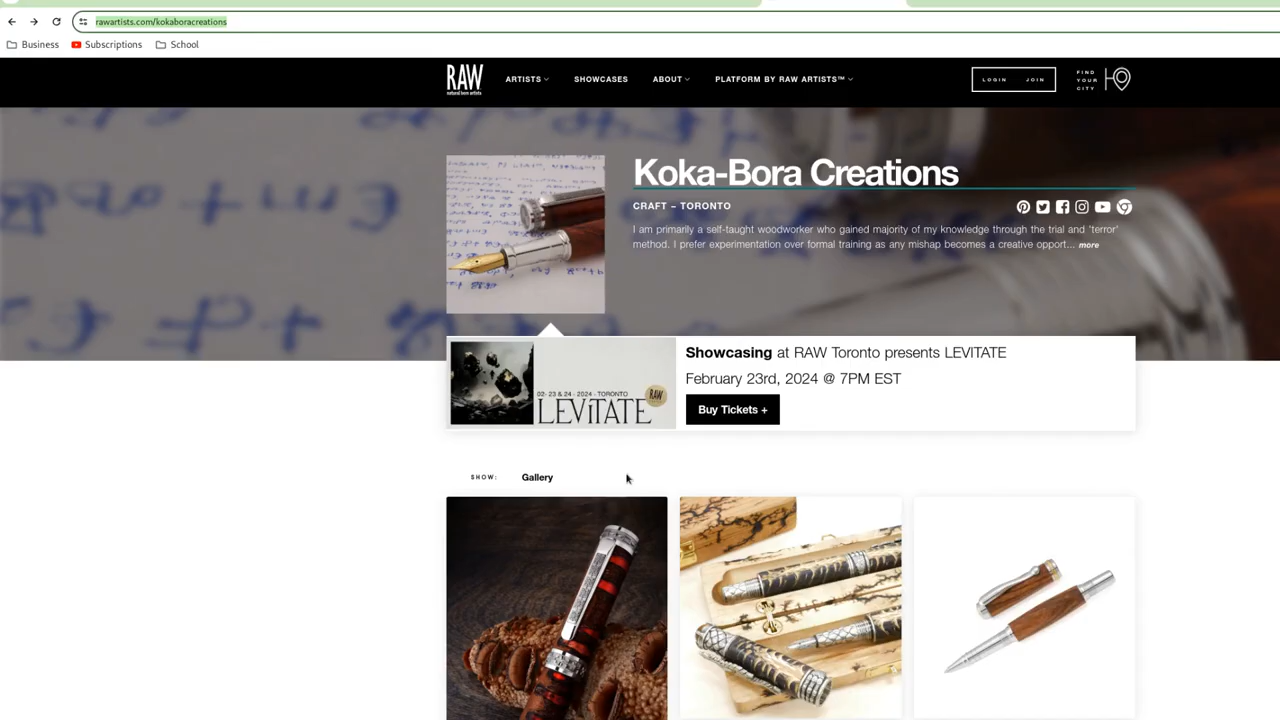 rawartists.com/kokaboracreations
Business
Subscriptions
School
RAW
natural born artists
ARTISTS
SHOWCASES
ABOUT
PLATFORM BY RAW ARTISTS™
LOGIN
JOIN
FIND
YOUR
CITY
Koka-Bora Creations
CRAFT – TORONTO
I am primarily a self-taught woodworker who gained majority of my knowledge through the trial and 'terror'
method. I prefer experimentation over formal training as any mishap becomes a creative opport... more
02- 23 & 24 - 2024 - TORONTO
LEViTATE
RAW
Showcasing at RAW Toronto presents LEVITATE
February 23rd, 2024 @ 7PM EST
Buy Tickets +
SHOW:
Gallery